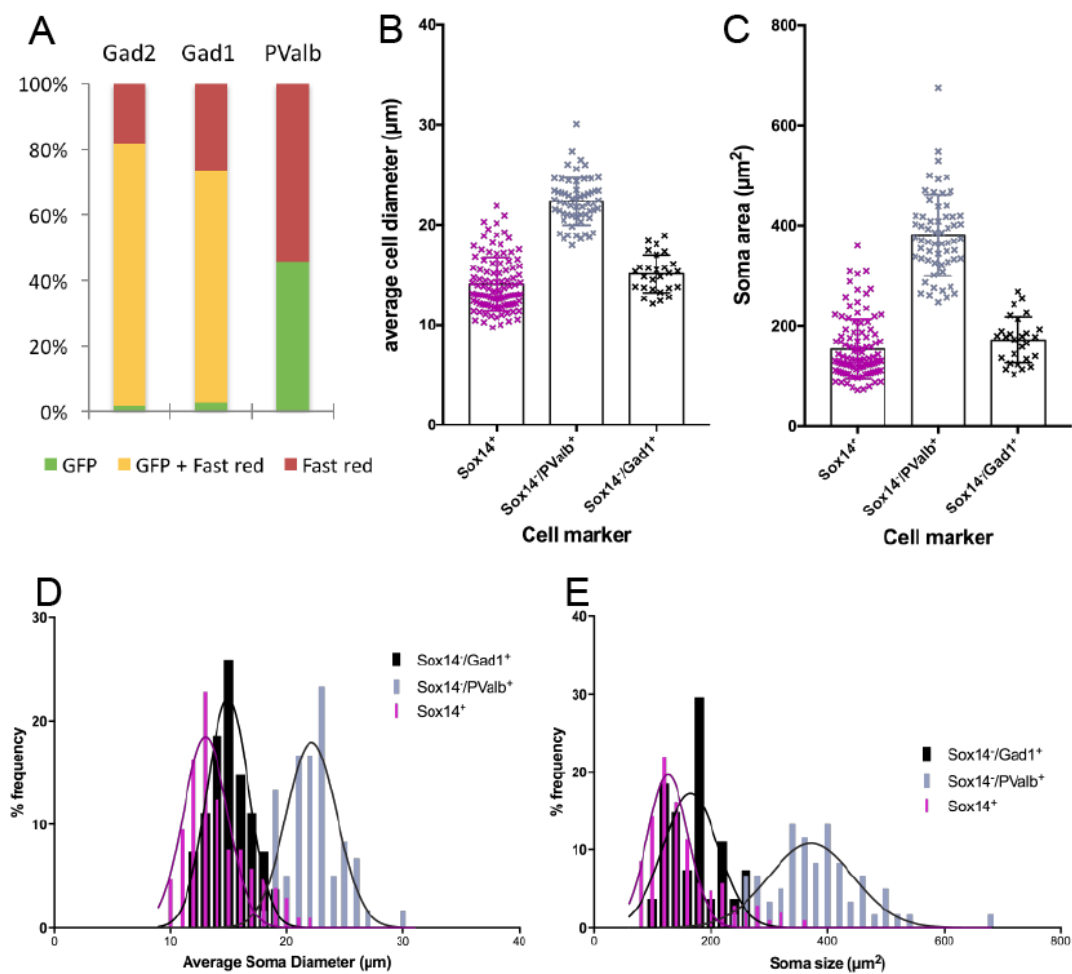 A
Gad2 Gad1 PValb
100%
80%
60%
40%
20%
0%
GFP GFP + Fast red Fast red
B
average cell diameter (µm)
40
30
20
10
0
Sox14⁺
Sox14⁻/PValb⁺
Sox14⁻/Gad1⁺
Cell marker
C
Soma area (µm²)
800
600
400
200
0
Sox14⁺
Sox14⁻/PValb⁺
Sox14⁻/Gad1⁺
Cell marker
D
% frequency
30
20
10
0
0 10 20 30 40
Average Soma Diameter (µm)
Sox14⁻/Gad1⁺
Sox14⁻/PValb⁺
Sox14⁺
E
% frequency
40
30
20
10
0
0 200 400 600 800
Soma size (µm²)
Sox14⁻/Gad1⁺
Sox14⁻/PValb⁺
Sox14⁺